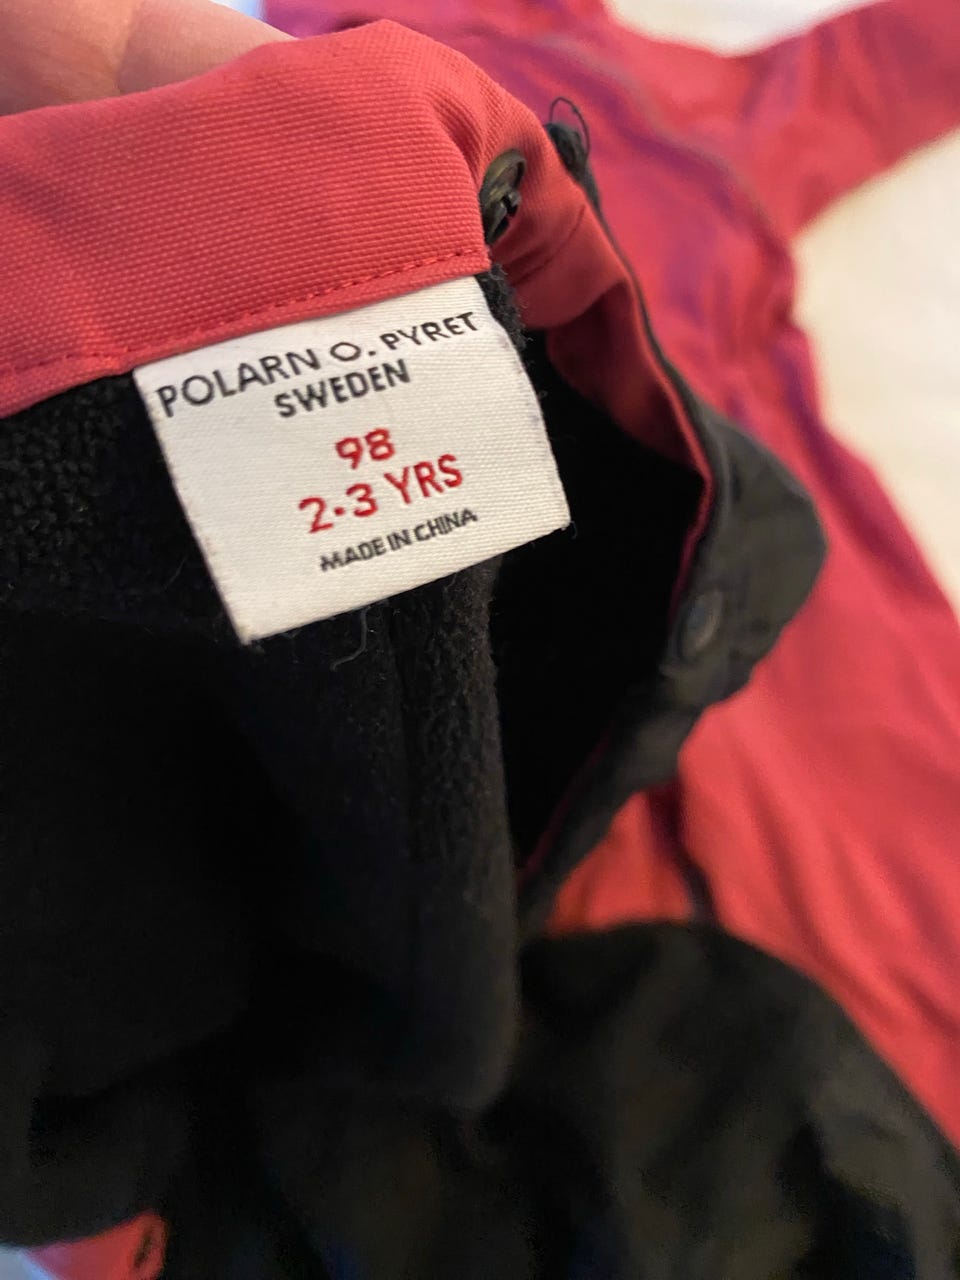 POLARN O. PYRET
SWEDEN
98
2-3 YRS
MADE IN CHINA